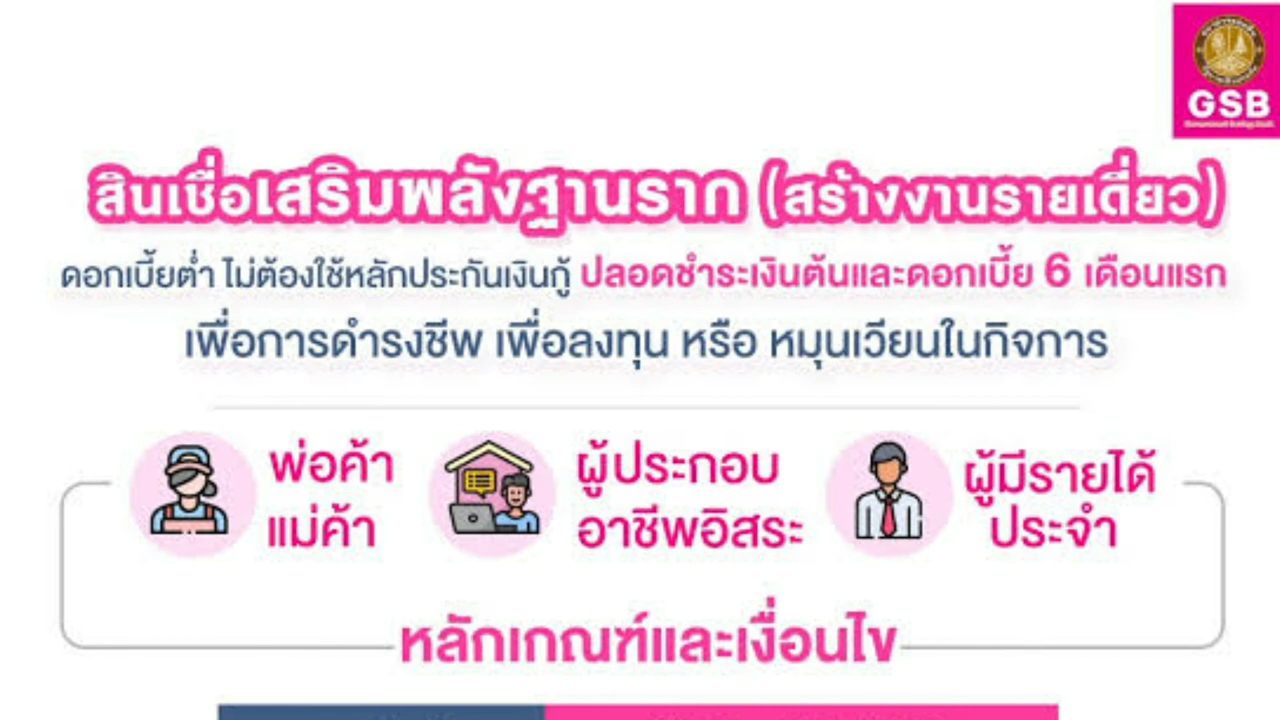 GSB
สินเชื่อเสริมพลังฐานราก (สร้างงานรายเดี่ยว)
ดอกเบี้ยต่ำ ไม่ต้องใช้หลักประกันเงินกู้ ปลอดชำระเงินต้นและดอกเบี้ย 6 เดือนแรก
เพื่อการดำรงชีพ เพื่อลงทุน หรือ หมุนเวียนในกิจการ
พ่อค้า
แม่ค้า
ผู้ประกอบ
อาชีพอิสระ
ผู้มีรายได้
ประจำ
หลักเกณฑ์และเงื่อนไข